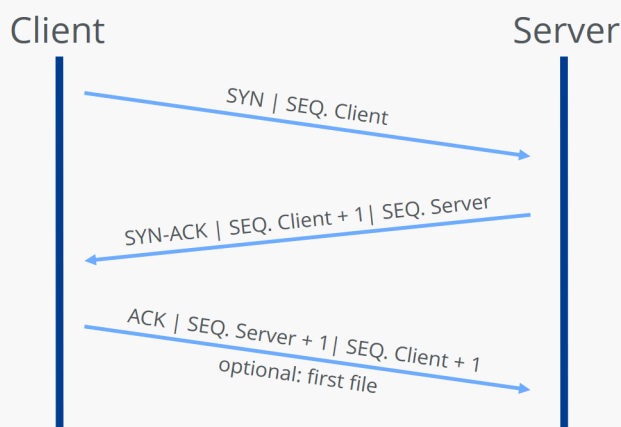 Client
Server
SYN | SEQ. Client
SYN-ACK | SEQ. Client + 1| SEQ. Server
ACK | SEQ. Server + 1| SEQ. Client + 1
optional: first file